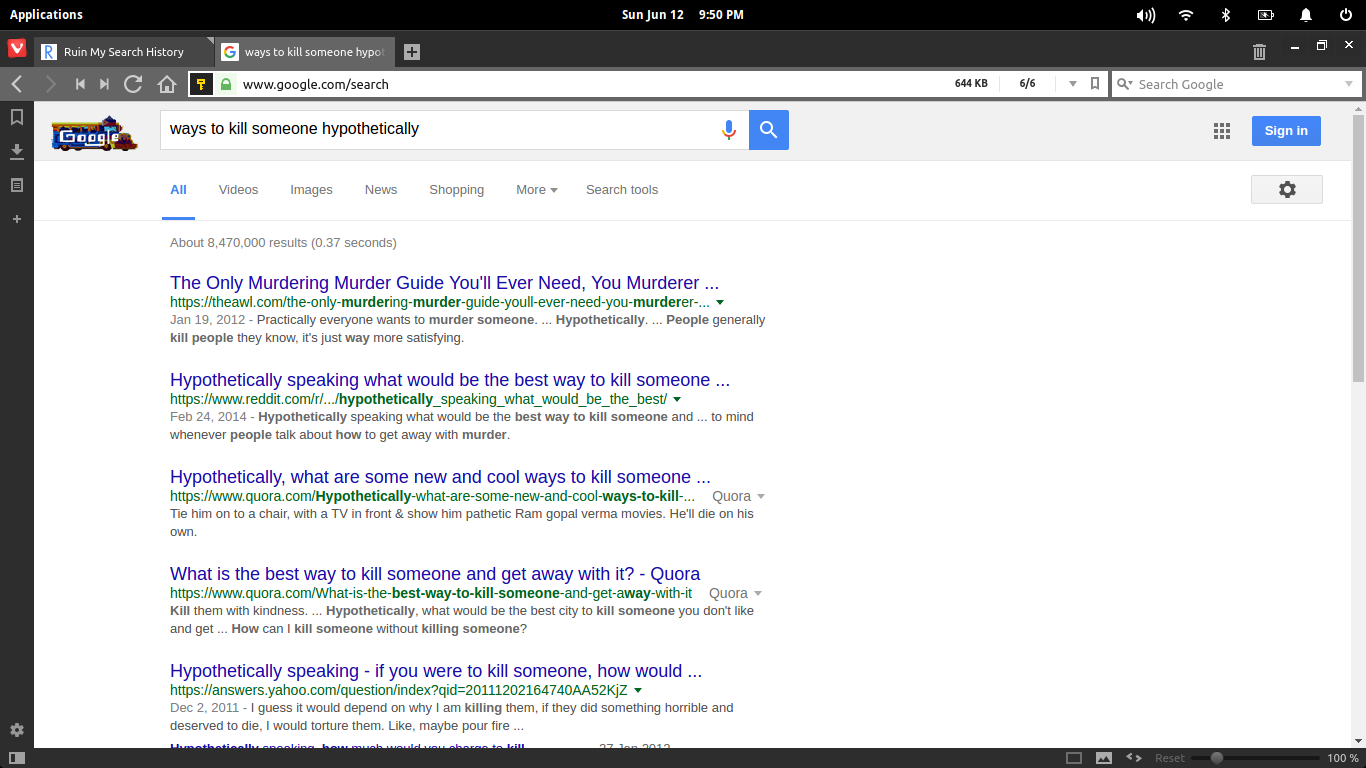 Applications
Sun Jun 12 9:50 PM
Ruin My Search History
ways to kill someone hypot
www.google.com/search
644 KB
6/6
Search Google
Google
ways to kill someone hypothetically
Sign in
All Videos Images News Shopping More Search tools
About 8,470,000 results (0.37 seconds)
The Only Murdering Murder Guide You'll Ever Need, You Murderer ...
https://theawl.com/the-only-murdering-murder-guide-youll-ever-need-you-murderer-...
Jan 19, 2012 - Practically everyone wants to murder someone. ... Hypothetically. ... People generally
kill people they know, it's just way more satisfying.
Hypothetically speaking what would be the best way to kill someone ...
https://www.reddit.com/r/.../hypothetically_speaking_what_would_be_the_best/
Feb 24, 2014 - Hypothetically speaking what would be the best way to kill someone and ... to mind
whenever people talk about how to get away with murder.
Hypothetically, what are some new and cool ways to kill someone ...
https://www.quora.com/Hypothetically-what-are-some-new-and-cool-ways-to-kill-... Quora
Tie him on to a chair, with a TV in front & show him pathetic Ram gopal verma movies. He'll die on his
own.
What is the best way to kill someone and get away with it? - Quora
https://www.quora.com/What-is-the-best-way-to-kill-someone-and-get-away-with-it Quora
Kill them with kindness. ... Hypothetically, what would be the best city to kill someone you don't like
and get ... How can I kill someone without killing someone?
Hypothetically speaking - if you were to kill someone, how would ...
https://answers.yahoo.com/question/index?qid=20111202164740AA52KjZ
Dec 2, 2011 - I guess it would depend on why I am killing them, if they did something horrible and
deserved to die, I would torture them. Like, maybe pour fire ...
Hypothetically speaking, how much would you charge to kill 27 Jan 2012
Reset
100 %